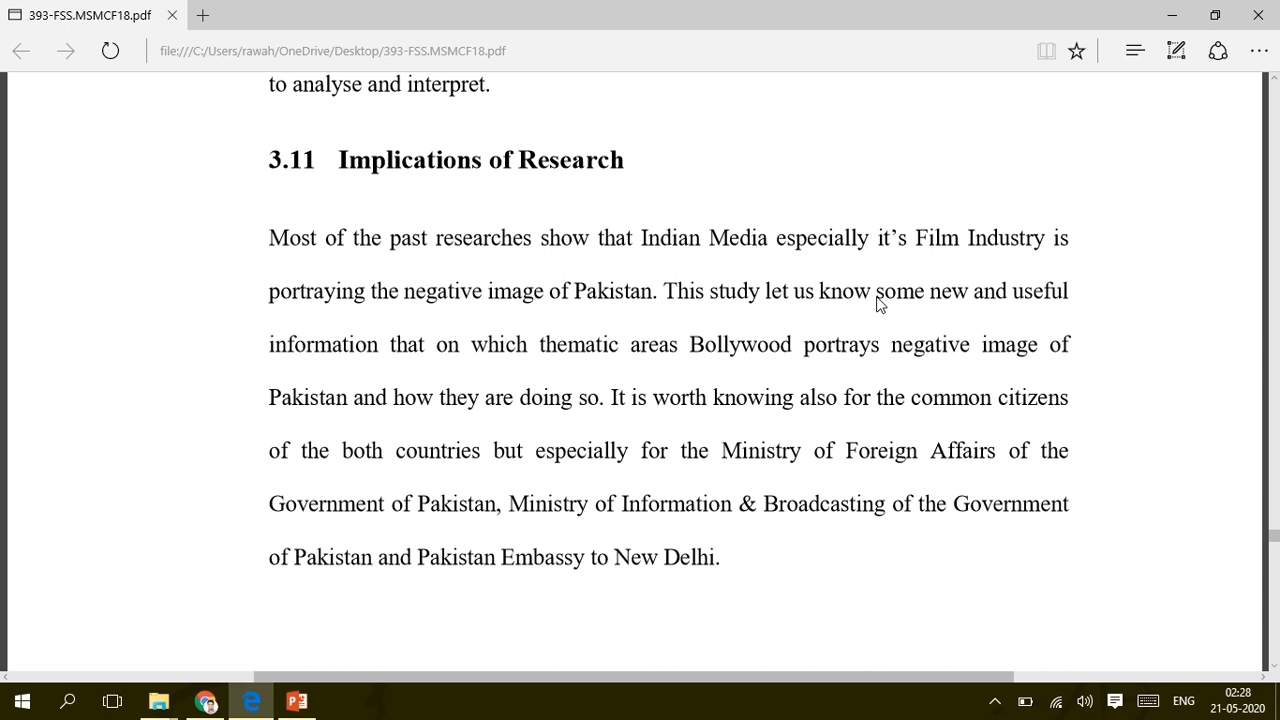 393-FSS.MSMCF18.pdf
file:///C:/Users/rawah/OneDrive/Desktop/393-FSS.MSMCF18.pdf
to analyse and interpret.
3.11 Implications of Research
Most of the past researches show that Indian Media especially it’s Film Industry is
portraying the negative image of Pakistan. This study let us know some new and useful
information that on which thematic areas Bollywood portrays negative image of
Pakistan and how they are doing so. It is worth knowing also for the common citizens
of the both countries but especially for the Ministry of Foreign Affairs of the
Government of Pakistan, Ministry of Information & Broadcasting of the Government
of Pakistan and Pakistan Embassy to New Delhi.
ENG
02:28
21-05-2020